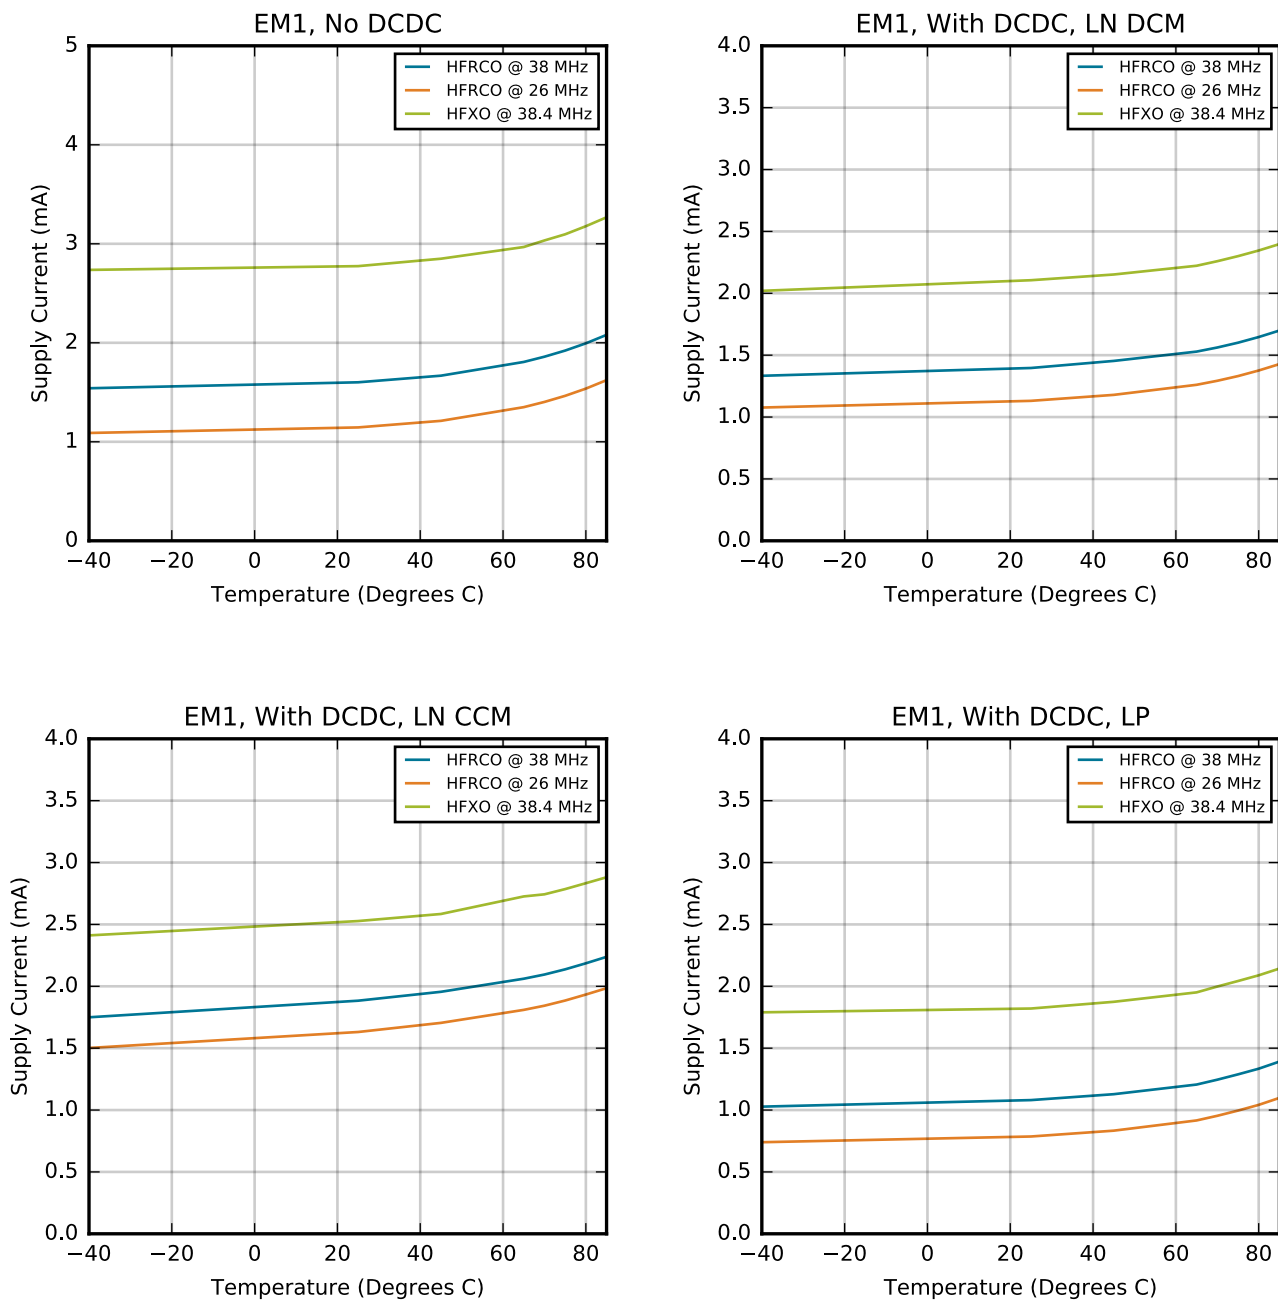 EM1, No DCDC
5
4
3
2
1
0
Supply Current (mA)
HFRCO @ 38 MHz
HFRCO @ 26 MHz
HFXO @ 38.4 MHz
−40 −20 0 20 40 60 80
Temperature (Degrees C)
EM1, With DCDC, LN DCM
4.0
3.5
3.0
2.5
2.0
1.5
1.0
0.5
0.0
Supply Current (mA)
HFRCO @ 38 MHz
HFRCO @ 26 MHz
HFXO @ 38.4 MHz
−40 −20 0 20 40 60 80
Temperature (Degrees C)
EM1, With DCDC, LN CCM
4.0
3.5
3.0
2.5
2.0
1.5
1.0
0.5
0.0
Supply Current (mA)
HFRCO @ 38 MHz
HFRCO @ 26 MHz
HFXO @ 38.4 MHz
−40 −20 0 20 40 60 80
Temperature (Degrees C)
EM1, With DCDC, LP
4.0
3.5
3.0
2.5
2.0
1.5
1.0
0.5
0.0
Supply Current (mA)
HFRCO @ 38 MHz
HFRCO @ 26 MHz
HFXO @ 38.4 MHz
−40 −20 0 20 40 60 80
Temperature (Degrees C)